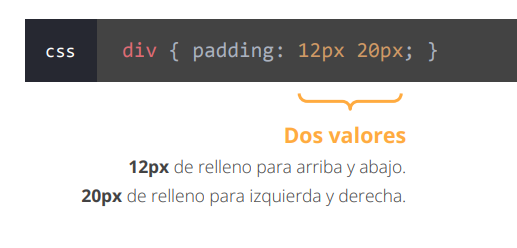 css div { padding: 12px 20px; }
Dos valores
12px de relleno para arriba y abajo.
20px de relleno para izquierda y derecha.